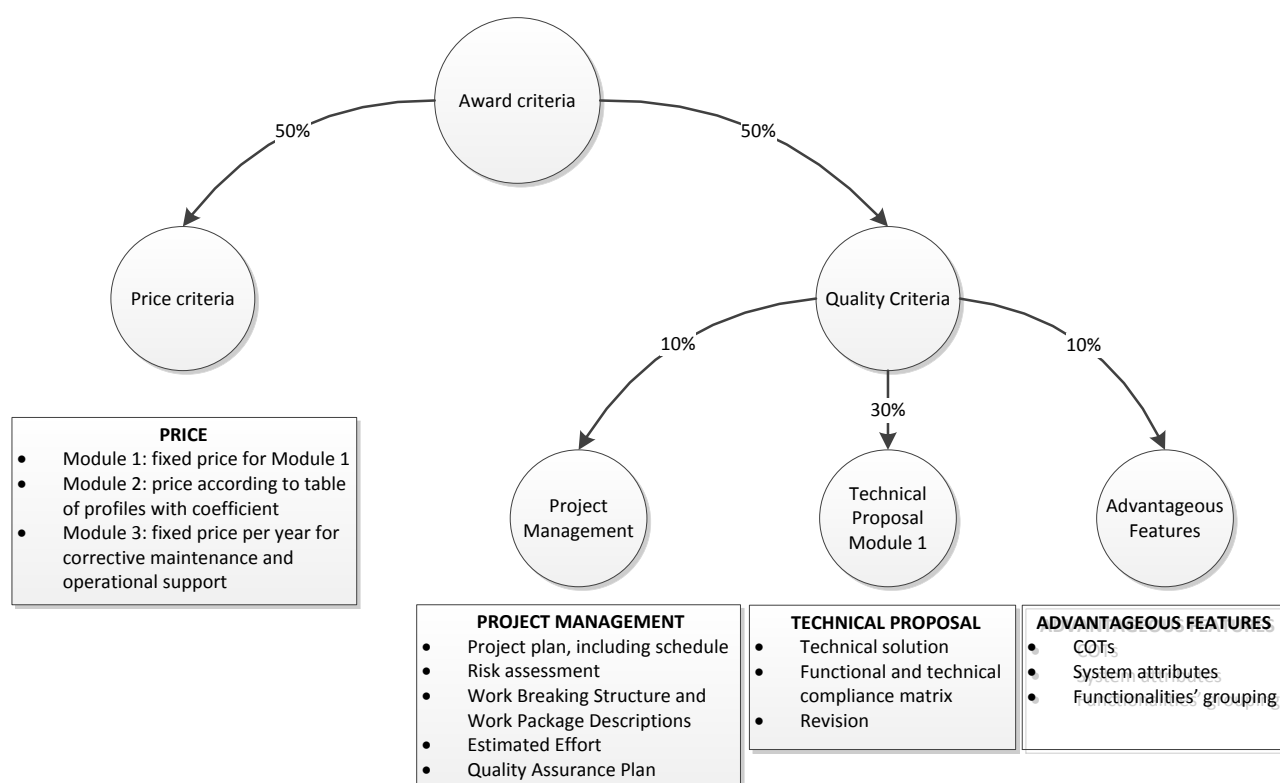 Award criteria
50%
50%
Price criteria
Quality Criteria
10%
10%
30%
PRICE
• Module 1: fixed price for Module 1
• Module 2: price according to table
of profiles with coefficient
• Module 3: fixed price per year for
corrective maintenance and
operational support
Project
Management
Technical
Proposal
Module 1
Advantageous
Features
PROJECT MANAGEMENT
• Project plan, including schedule
• Risk assessment
• Work Breaking Structure and
Work Package Descriptions
• Estimated Effort
• Quality Assurance Plan
TECHNICAL PROPOSAL
• Technical solution
• Functional and technical
compliance matrix
• Revision
ADVANTAGEOUS FEATURES
• COTs
• System attributes
• Functionalities’ grouping